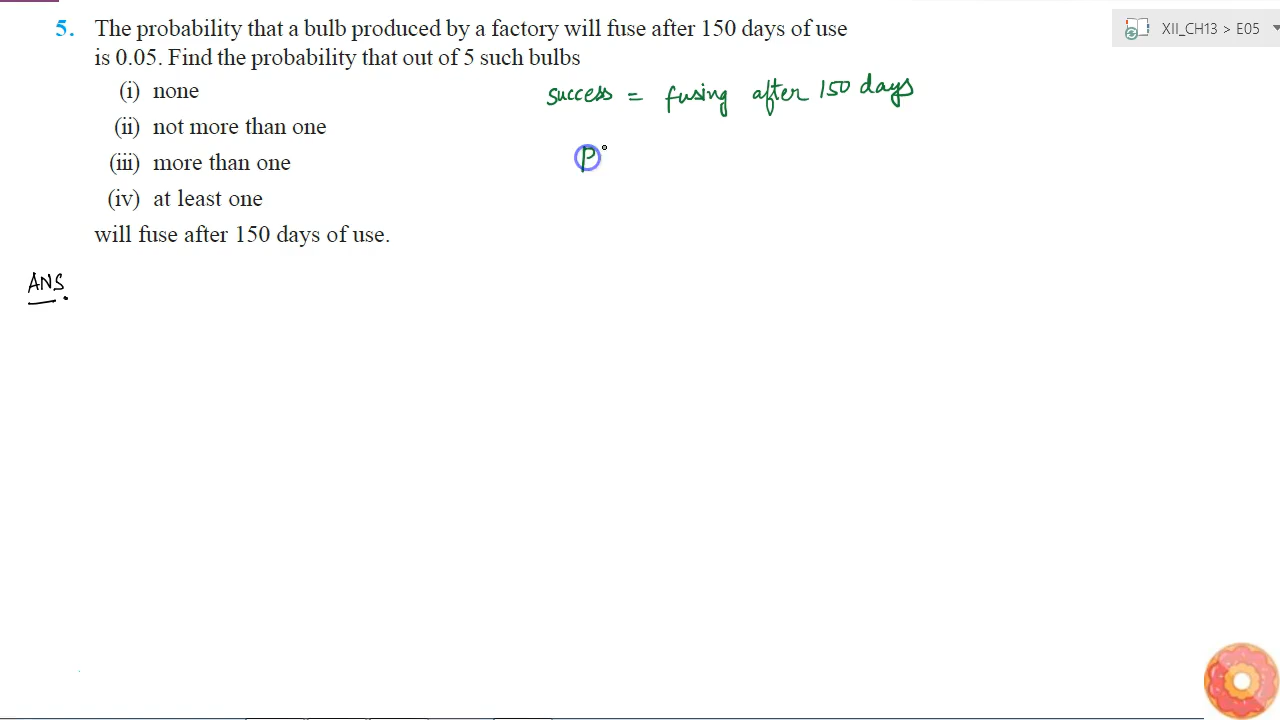 5. The probability that a bulb produced by a factory will fuse after 150 days of use
is 0.05. Find the probability that out of 5 such bulbs
(i) none
(ii) not more than one
(iii) more than one
(iv) at least one
will fuse after 150 days of use.
XII_CH13 > E05
success = fusing after 150 days
P
ANS.